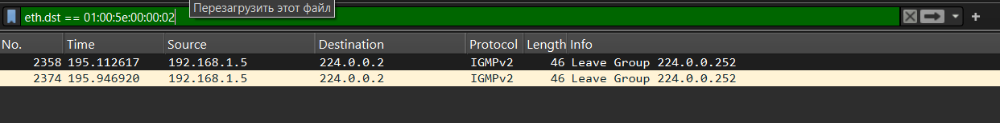 Перезагрузить этот файл
eth.dst == 01:00:5e:00:00:02
No. Time Source Destination Protocol Length Info
2358 195.112617 192.168.1.5 224.0.0.2 IGMPv2 46 Leave Group 224.0.0.252
2374 195.946920 192.168.1.5 224.0.0.2 IGMPv2 46 Leave Group 224.0.0.252